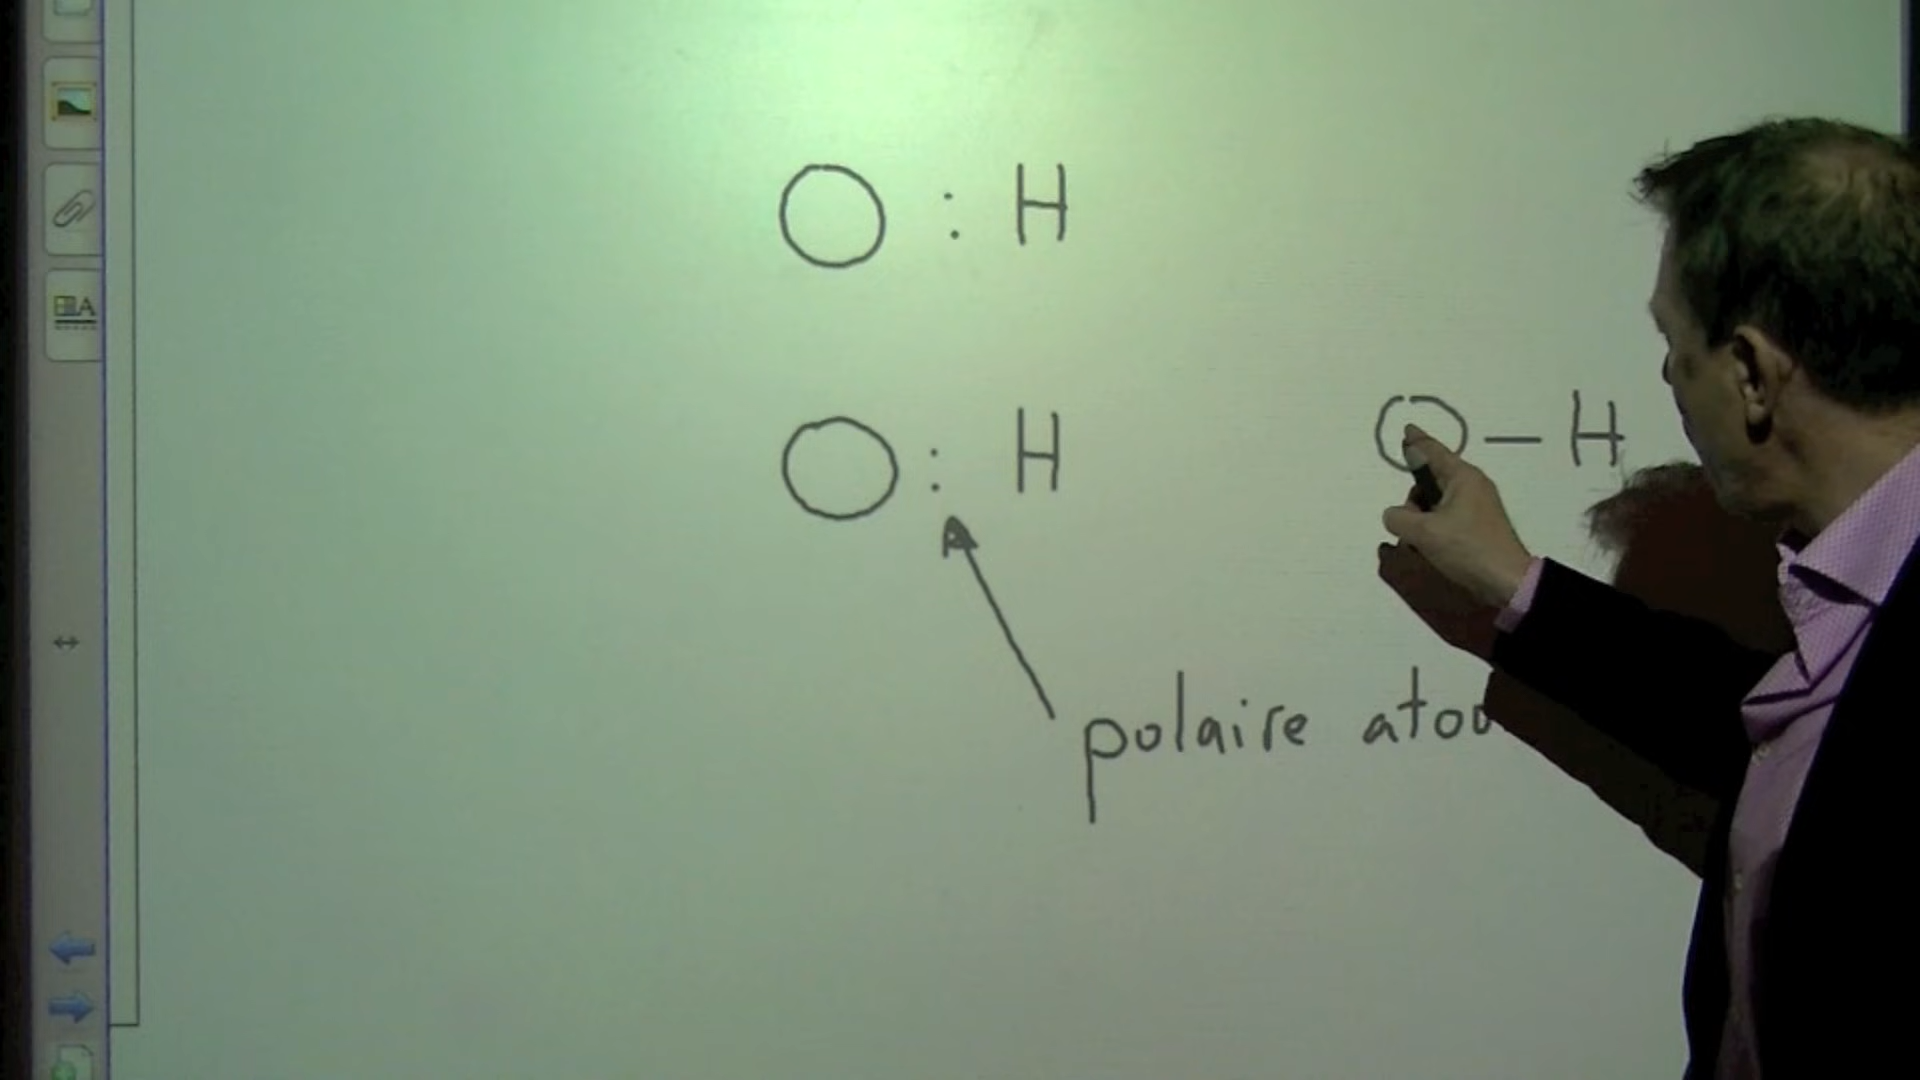 O : H
O : H
O – H
polaire